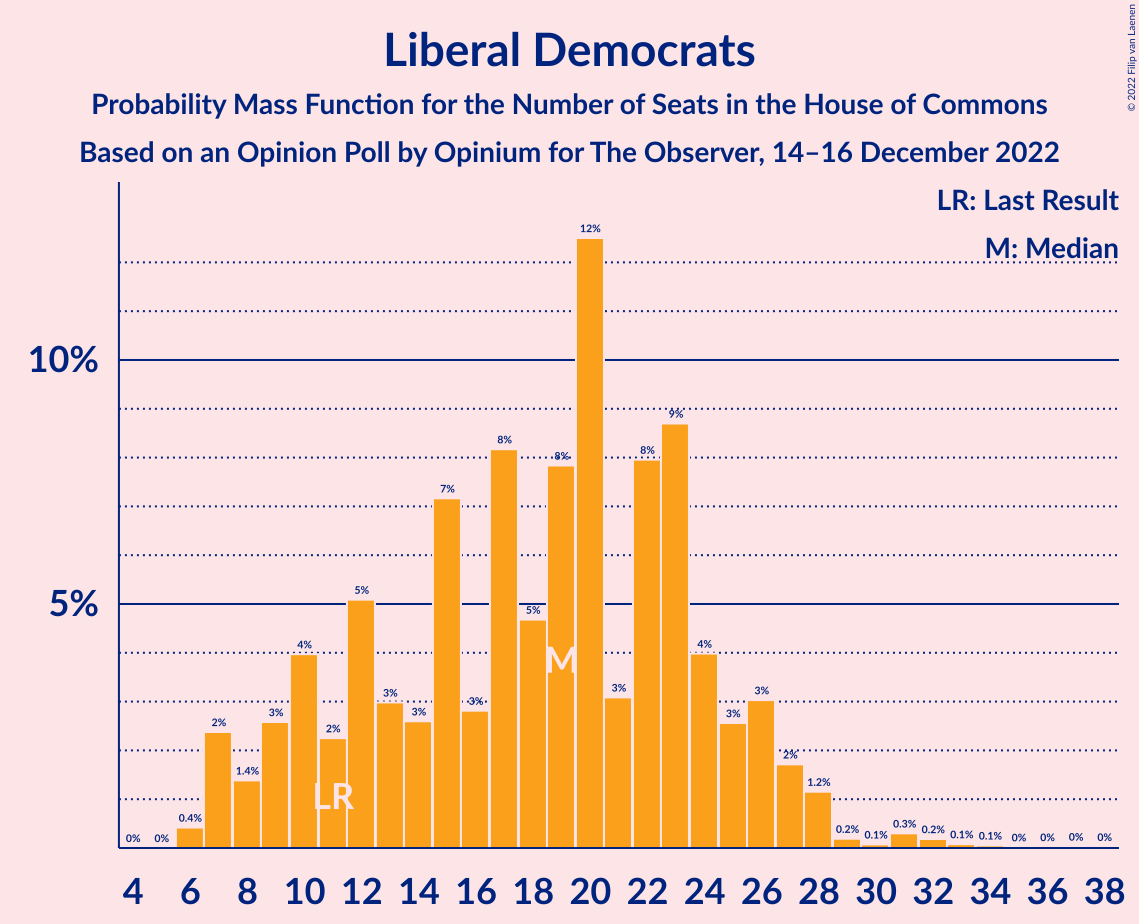 Liberal Democrats
Probability Mass Function for the Number of Seats in the House of Commons
Based on an Opinion Poll by Opinium for The Observer, 14–16 December 2022
© 2022 Filip van Laenen
LR: Last Result
M: Median
10%
5%
0% 0% 0.4% 2% 1.4% 3% 4% 2% 5% 3% 3% 7% 3% 8% 5% 8% 12% 3% 8% 9% 4% 3% 3% 2% 1.2% 0.2% 0.1% 0.3% 0.2% 0.1% 0.1% 0% 0% 0% 0%
M
LR
4 6 8 10 12 14 16 18 20 22 24 26 28 30 32 34 36 38